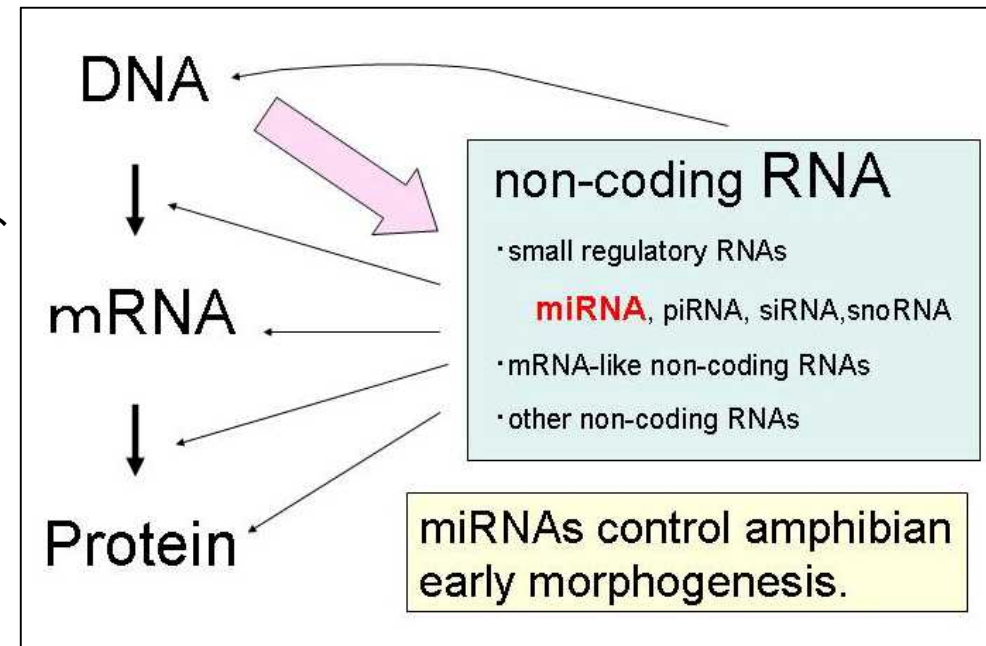 DNA
mRNA
Protein
non-coding RNA
・small regulatory RNAs
miRNA, piRNA, siRNA,snoRNA
・mRNA-like non-coding RNAs
・other non-coding RNAs
miRNAs control amphibian
early morphogenesis.